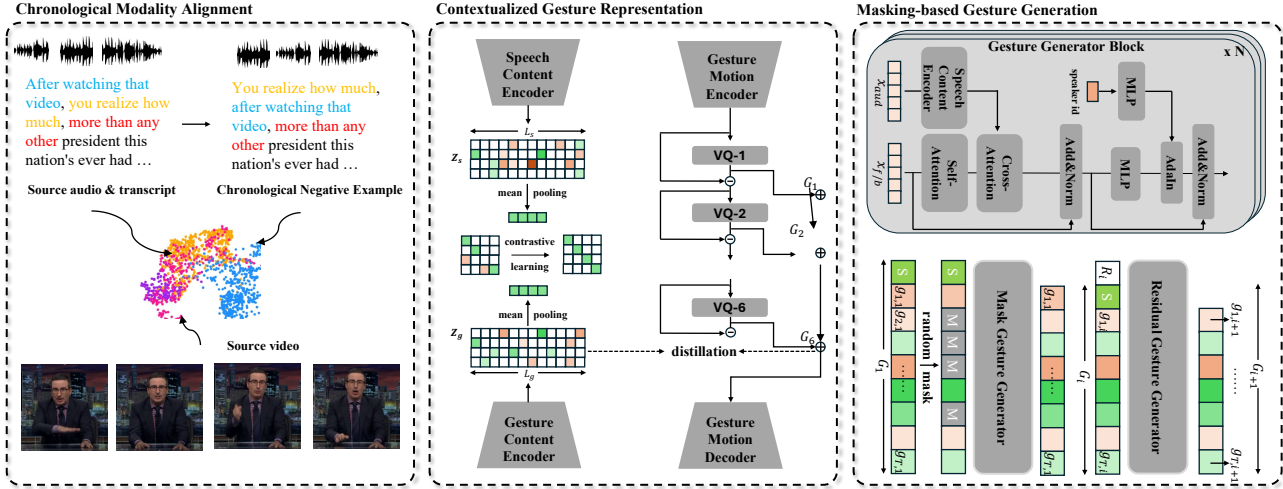 Chronological Modality Alignment
After watching that
video, you realize how
much, more than any
other president this
nation's ever had …
You realize how much,
after watching that
video, more than any
other president this
nation's ever had …
Source audio & transcript
Chronological Negative Example
Source video
Contextualized Gesture Representation
Speech
Content
Encoder
L_s
z_s
mean pooling
contrastive
learning
mean pooling
z_g
L_g
Gesture
Content
Encoder
Gesture
Motion
Encoder
VQ-1
G_1
VQ-2
G_2
VQ-6
G_6
distillation
Gesture
Motion
Decoder
Masking-based Gesture Generation
Gesture Generator Block
x N
x_aud
Speech
Content
Encoder
speaker id
MLP
x_f/b
Self-
Attention
Cross-
Attention
Add&Norm
MLP
AdaIn
Add&Norm
G_1
S
g_1,1
g_2,1
……
g_T,1
random
mask
S
M
M
M
M
Mask Gesture Generator
g_1,1
……
g_T,1
G_i
R_i
S
g_1,i
……
g_T,i
Residual Gesture Generator
g_1,i+1
……
g_T,i+1
G_i+1